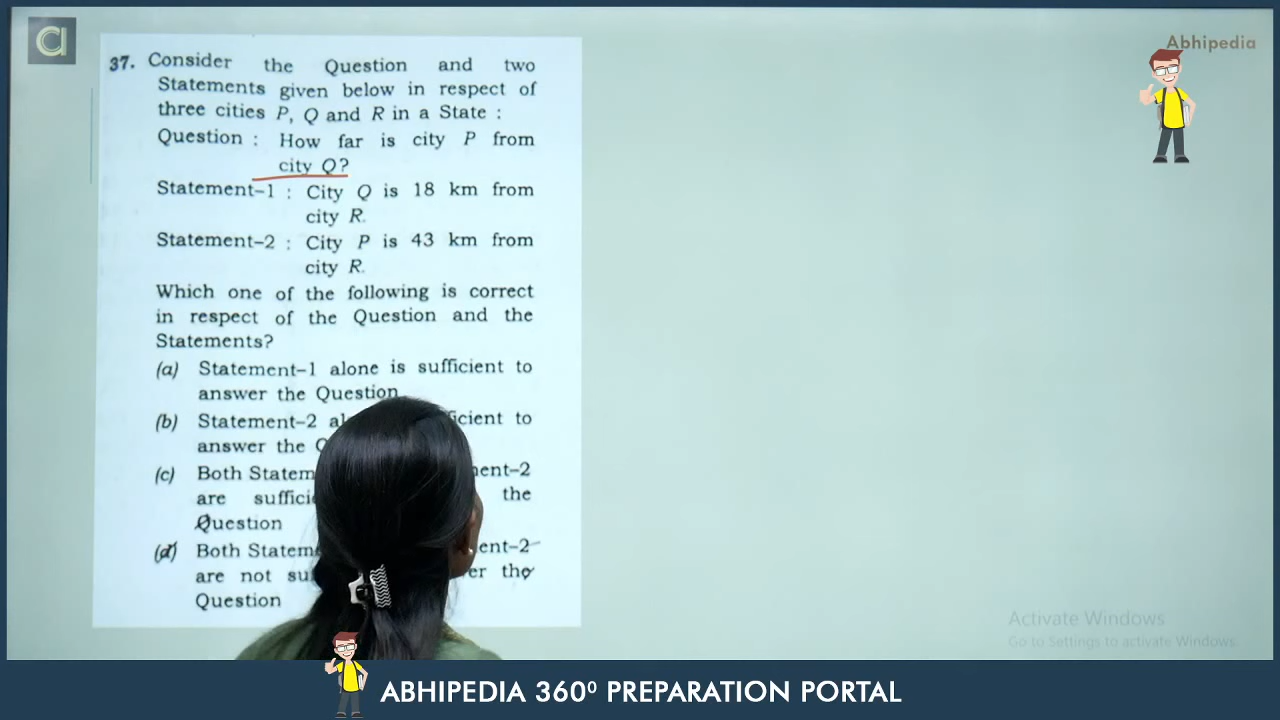 a
Abhipedia
37. Consider the Question and two
Statements given below in respect of
three cities P, Q and R in a State :
Question : How far is city P from
city Q?
Statement–1 : City Q is 18 km from
city R.
Statement–2 : City P is 43 km from
city R.
Which one of the following is correct
in respect of the Question and the
Statements?
(a) Statement–1 alone is sufficient to
answer the Question
(b) Statement–2 to
answer the
(c) Both
are the
Question
(d) Both
are not
Question
Activate Windows
Go to Settings to activate Windows.
ABHIPEDIA 360⁰ PREPARATION PORTAL